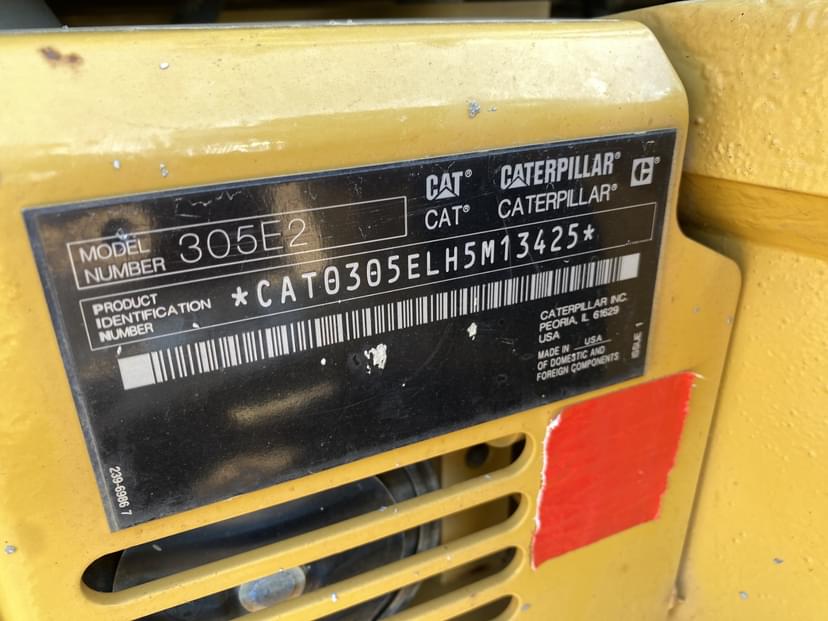 CAT® CATERPILLAR®
CAT® CATERPILLAR®
MODEL NUMBER 305E2
PRODUCT IDENTIFICATION NUMBER *CAT0305ELH5M13425*
CATERPILLAR INC.
PEORIA, IL 61629
USA
MADE IN USA
OF DOMESTIC AND
FOREIGN COMPONENTS
ISSUE 1
239-6986 7